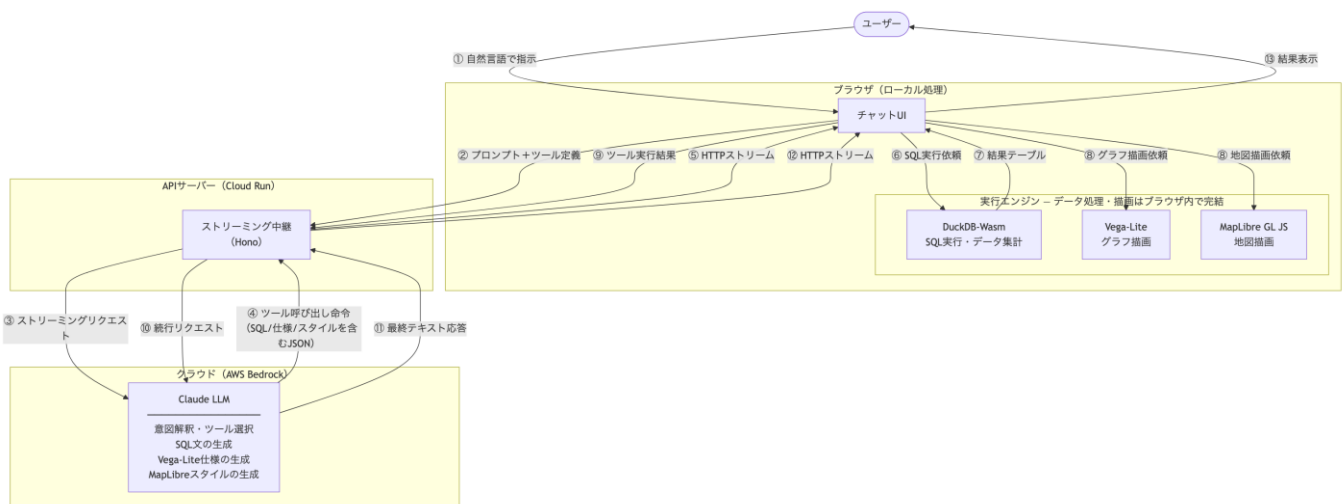 ユーザー
① 自然言語で指示
⑬ 結果表示
ブラウザ（ローカル処理）
チャットUI
② プロンプト＋ツール定義
⑨ ツール実行結果
⑤ HTTPストリーム
⑫ HTTPストリーム
⑥ SQL実行依頼
⑦ 結果テーブル
⑧ グラフ描画依頼
⑧ 地図描画依頼
APIサーバー（Cloud Run）
ストリーミング中継
（Hono）
実行エンジン — データ処理・描画はブラウザ内で完結
DuckDB-Wasm
SQL実行・データ集計
Vega-Lite
グラフ描画
MapLibre GL JS
地図描画
③ ストリーミングリクエス
ト
⑩ 続行リクエスト
④ ツール呼び出し命令
（SQL/仕様/スタイルを含
むJSON）
⑪ 最終テキスト応答
クラウド（AWS Bedrock）
Claude LLM
意図解釈・ツール選択
SQL文の生成
Vega-Lite仕様の生成
MapLibreスタイルの生成